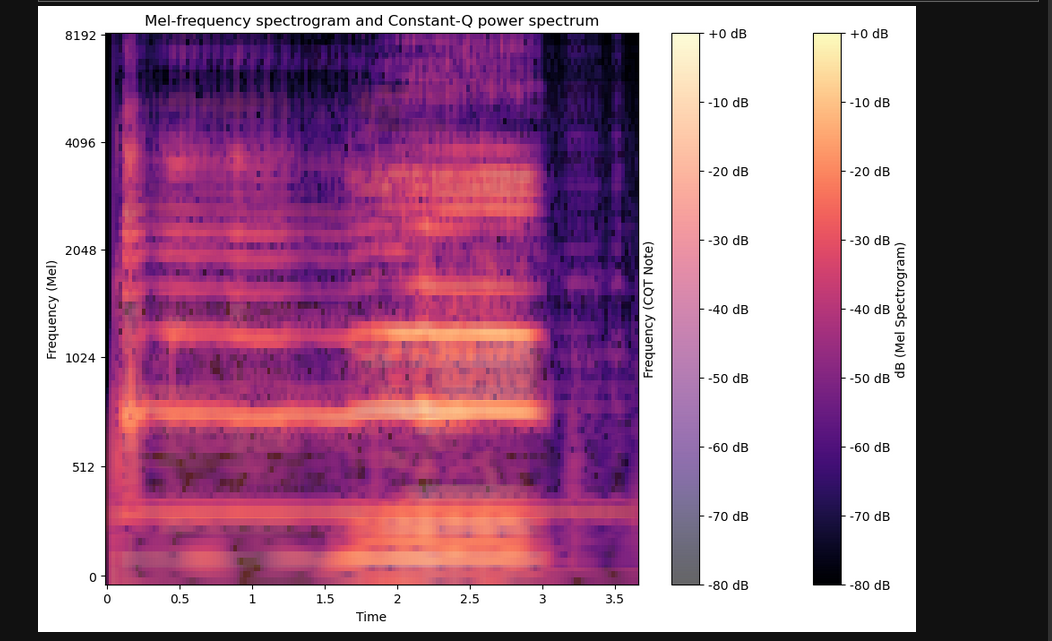 Mel-frequency spectrogram and Constant-Q power spectrum
8192
4096
2048
1024
512
0
Frequency (Mel)
0
0.5
1
1.5
2
2.5
3
3.5
Time
+0 dB
-10 dB
-20 dB
-30 dB
-40 dB
-50 dB
-60 dB
-70 dB
-80 dB
Frequency (CQT Note)
+0 dB
-10 dB
-20 dB
-30 dB
-40 dB
-50 dB
-60 dB
-70 dB
-80 dB
dB (Mel Spectrogram)